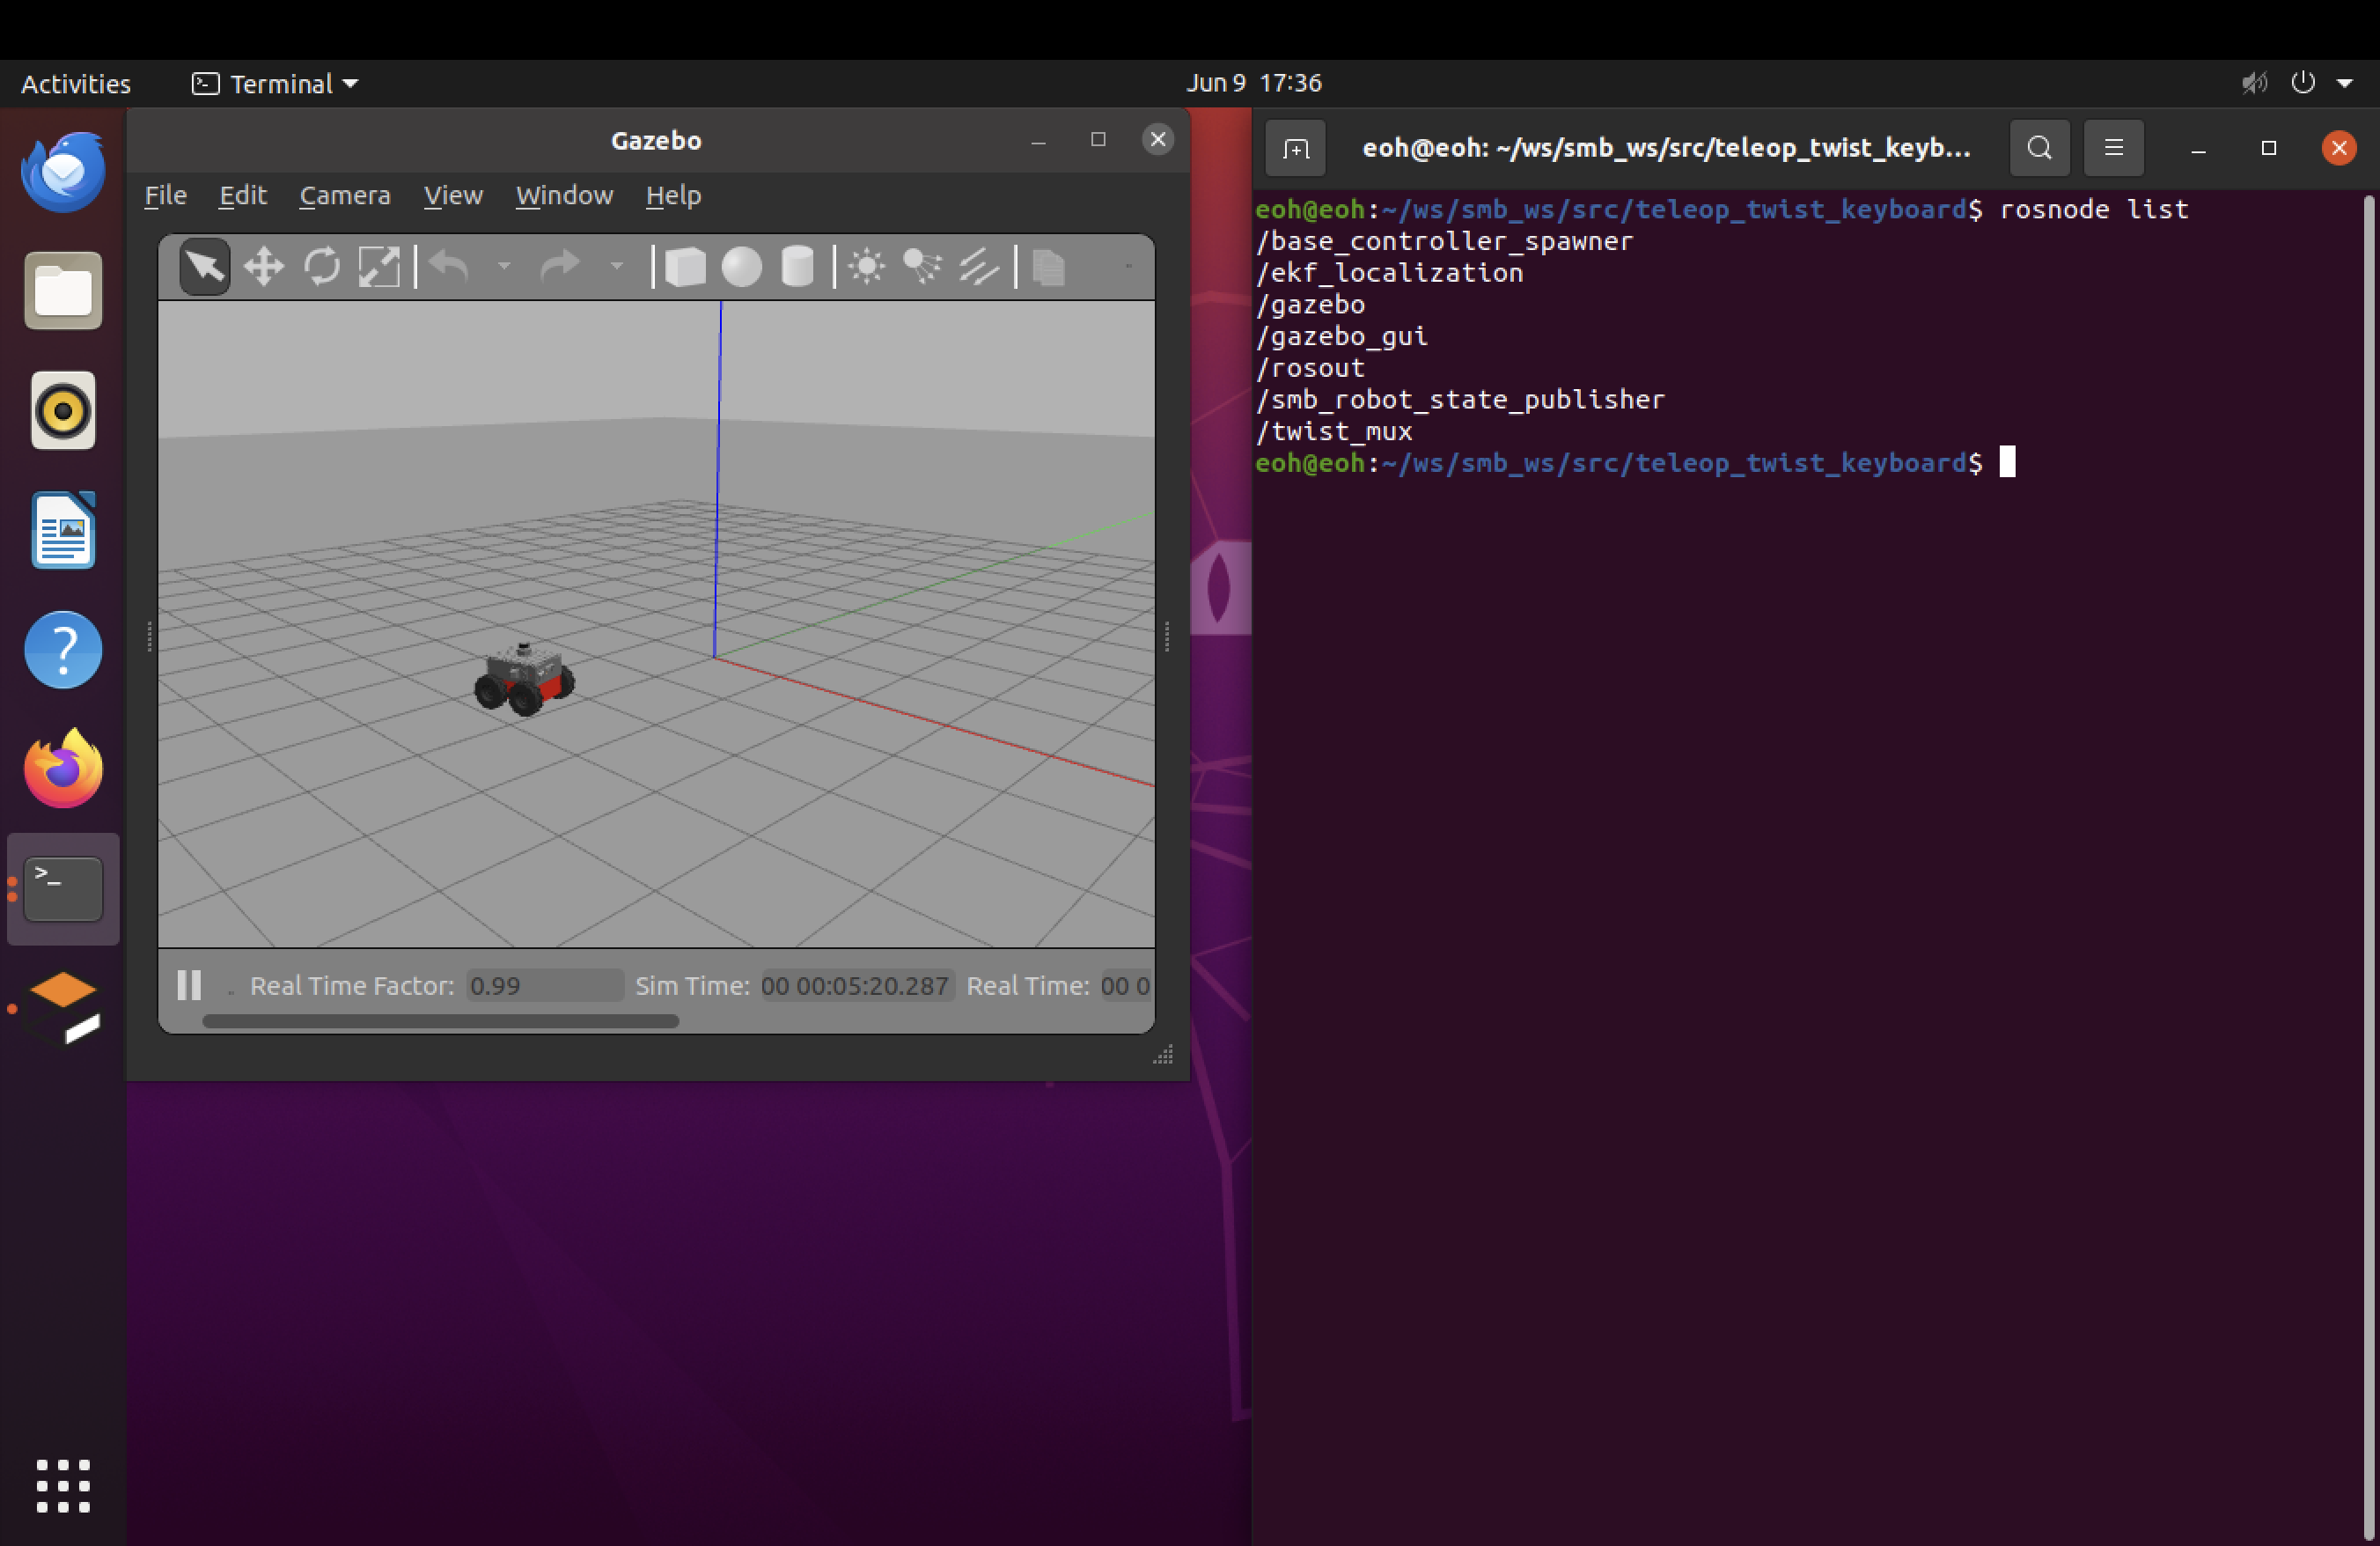 Activities
Terminal
Jun 9 17:36
Gazebo
File Edit Camera View Window Help
Real Time Factor: 0.99 Sim Time: 00 00:05:20.287 Real Time: 00 0
eoh@eoh: ~/ws/smb_ws/src/teleop_twist_keyb...
eoh@eoh:~/ws/smb_ws/src/teleop_twist_keyboard$ rosnode list
/base_controller_spawner
/ekf_localization
/gazebo
/gazebo_gui
/rosout
/smb_robot_state_publisher
/twist_mux
eoh@eoh:~/ws/smb_ws/src/teleop_twist_keyboard$